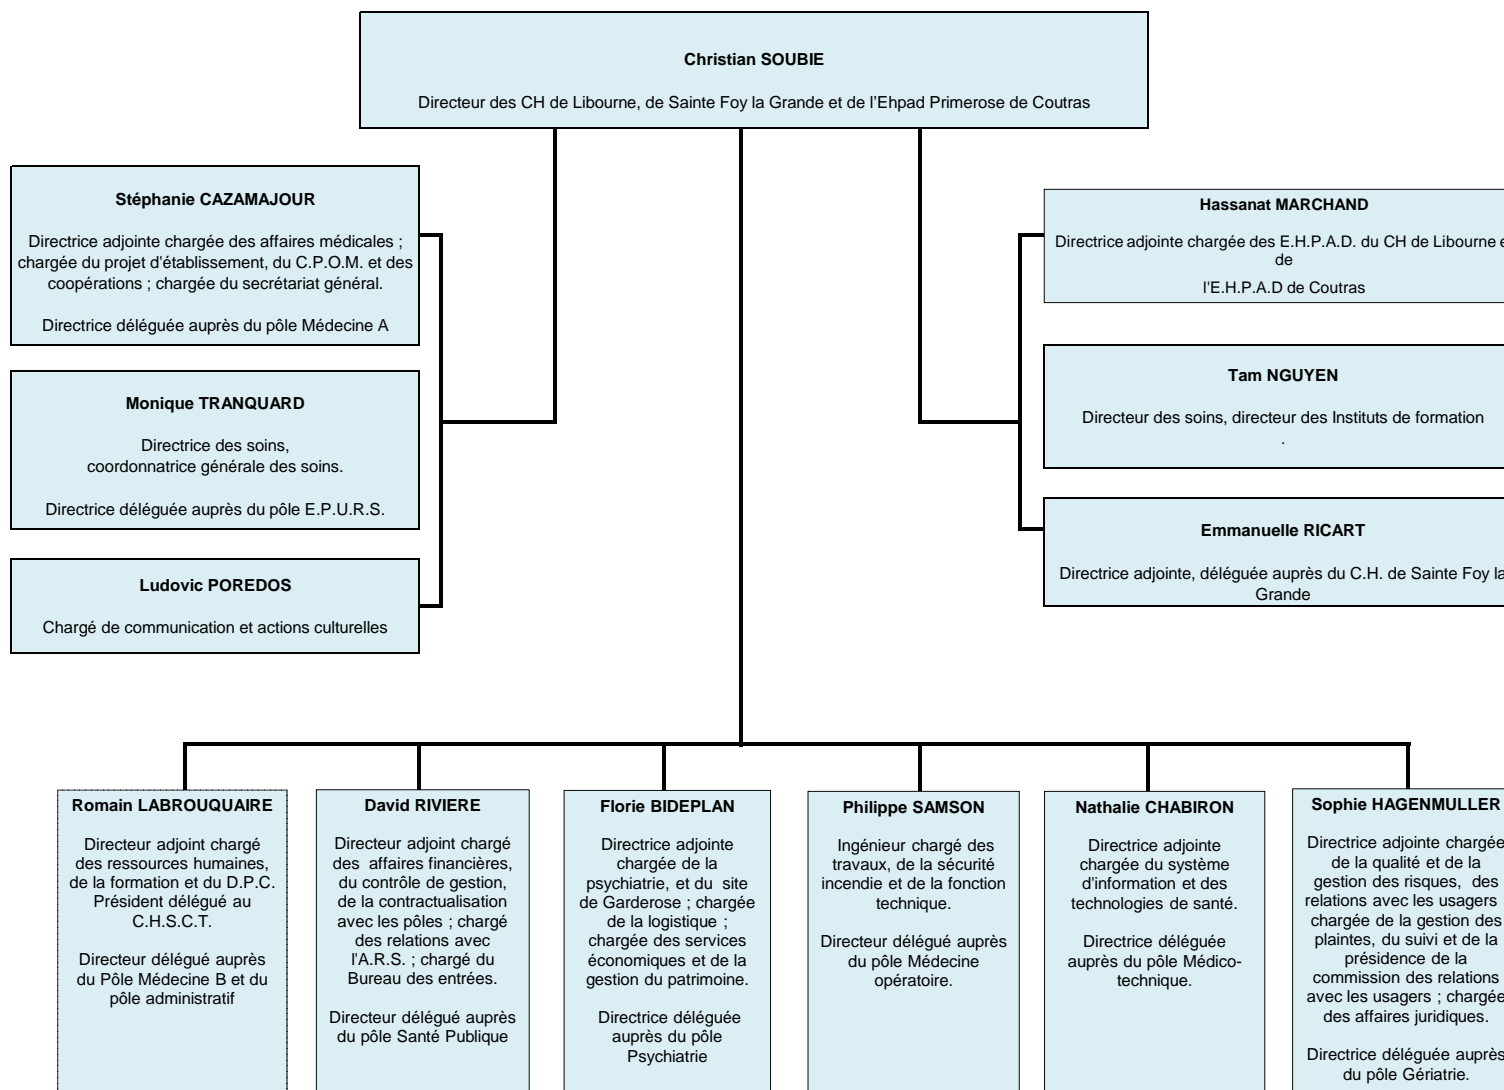 Christian SOUBIE
Directeur des CH de Libourne, de Sainte Foy la Grande et de l'Ehpad Primerose de Coutras
Stéphanie CAZAMAJOUR
Directrice adjointe chargée des affaires médicales ;
chargée du projet d'établissement, du C.P.O.M. et des
coopérations ; chargée du secrétariat général.
Directrice déléguée auprès du pôle Médecine A
Monique TRANQUARD
Directrice des soins,
coordonnatrice générale des soins.
Directrice déléguée auprès du pôle E.P.U.R.S.
Ludovic POREDOS
Chargé de communication et actions culturelles
Hassanat MARCHAND
Directrice adjointe chargée des E.H.P.A.D. du CH de Libourne
de
l'E.H.P.A.D de Coutras
Tam NGUYEN
Directeur des soins, directeur des Instituts de formation
.
Emmanuelle RICART
Directrice adjointe, déléguée auprès du C.H. de Sainte Foy la
Grande
Romain LABROUQUAIRE
Directeur adjoint chargé
des ressources humaines,
de la formation et du D.P.C.
Président délégué au
C.H.S.C.T.
Directeur délégué auprès
du Pôle Médecine B et du
pôle administratif
David RIVIERE
Directeur adjoint chargé
des affaires financières,
du contrôle de gestion,
de la contractualisation
avec les pôles ; chargé
des relations avec
l'A.R.S. ; chargé du
Bureau des entrées.
Directeur délégué auprès
du pôle Santé Publique
Florie BIDEPLAN
Directrice adjointe
chargée de la
psychiatrie, et du site
de Garderose ; chargée
de la logistique ;
chargée des services
économiques et de la
gestion du patrimoine.
Directrice déléguée
auprès du pôle
Psychiatrie
Philippe SAMSON
Ingénieur chargé des
travaux, de la sécurité
incendie et de la fonction
technique.
Directeur délégué auprès
du pôle Médecine
opératoire.
Nathalie CHABIRON
Directrice adjointe
chargée du système
d'information et des
technologies de santé.
Directrice déléguée
auprès du pôle Médico-
technique.
Sophie HAGENMULLER
Directrice adjointe chargée
de la qualité et de la
gestion des risques, des
relations avec les usagers
chargée de la gestion des
plaintes, du suivi et de la
présidence de la
commission des relations
avec les usagers ; chargée
des affaires juridiques.
Directrice déléguée auprès
du pôle Gériatrie.